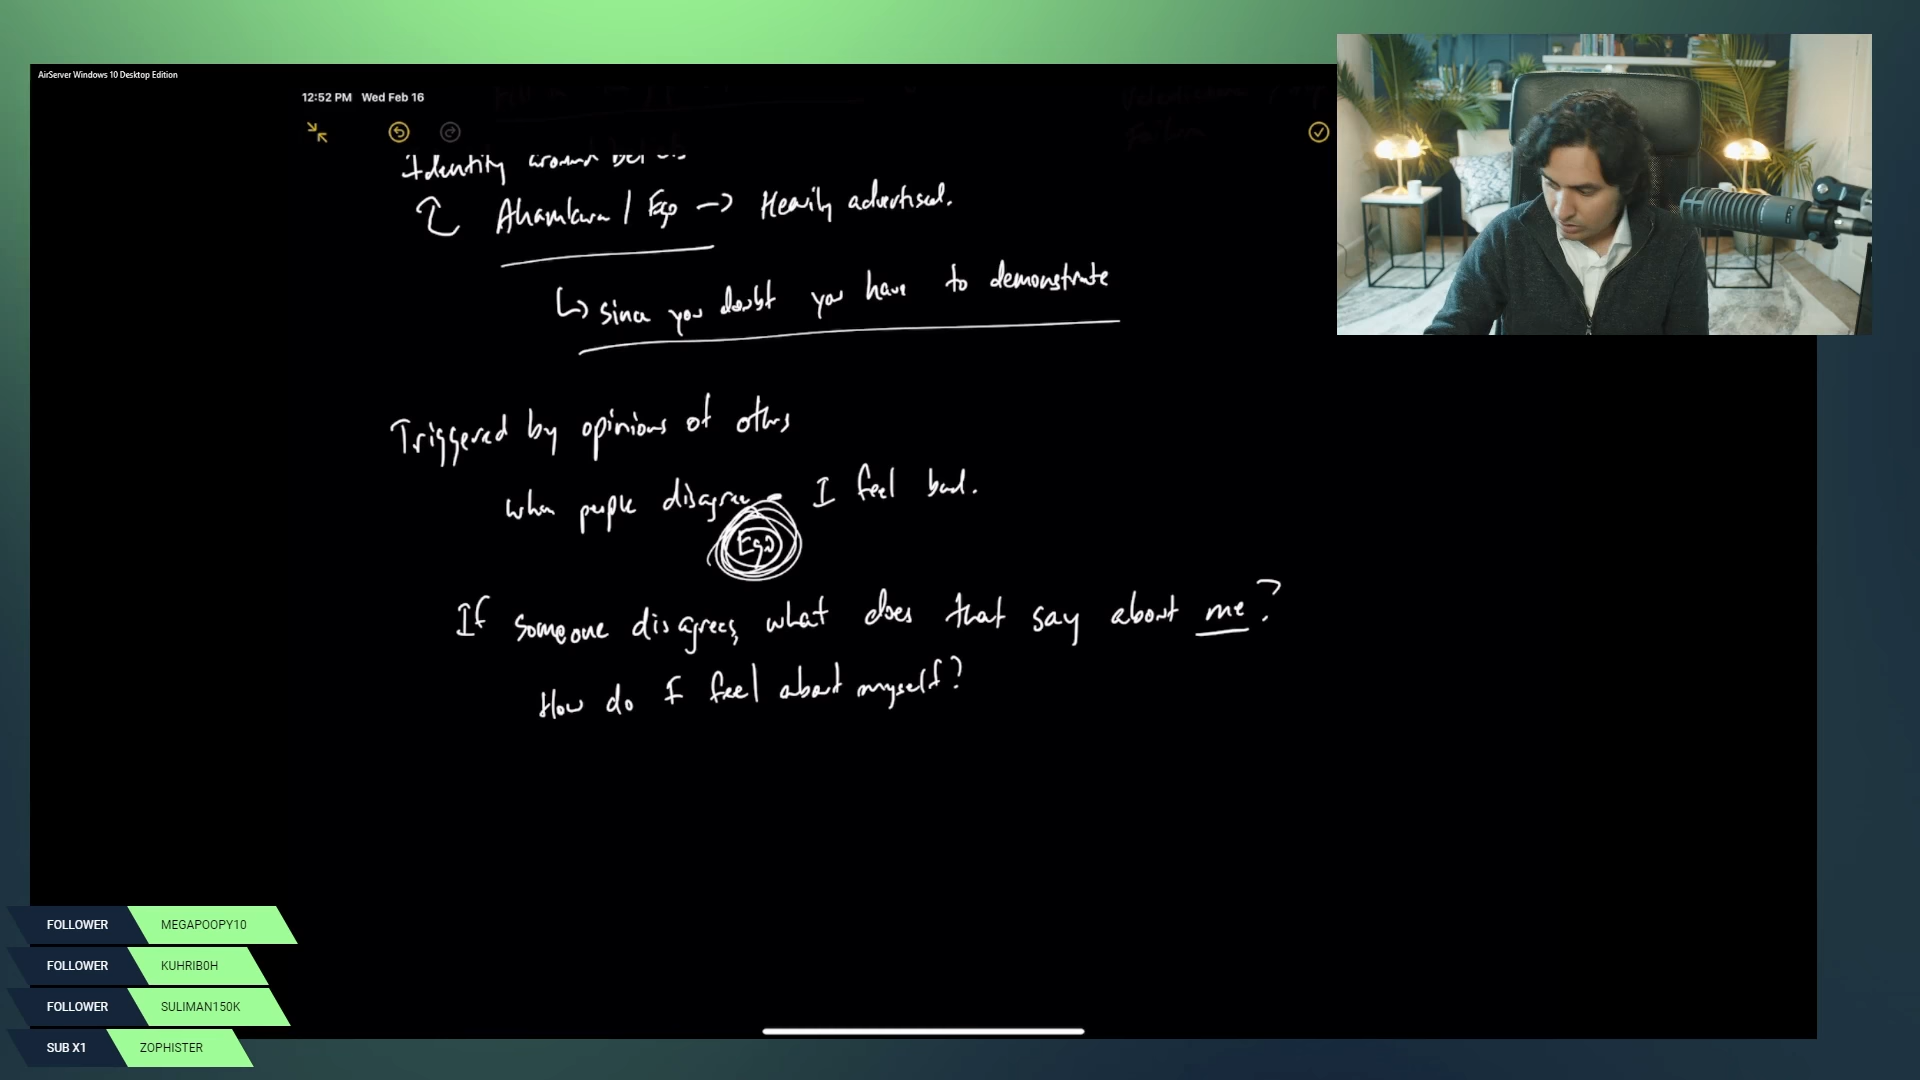 AirServer Windows 10 Desktop Edition
12:52 PM Wed Feb 16
Identity around
Ahamkara / Ego -> Heavily advertised.
↳ Since you doubt you have to demonstrate
Triggered by opinions of others
When people disagree - I feel bad.
Ego
If someone disagrees, what does that say about me?
How do I feel about myself?
FOLLOWER MEGAPOOPY10
FOLLOWER KUHRIB0H
FOLLOWER SULIMAN150K
SUB X1 ZOPHISTER